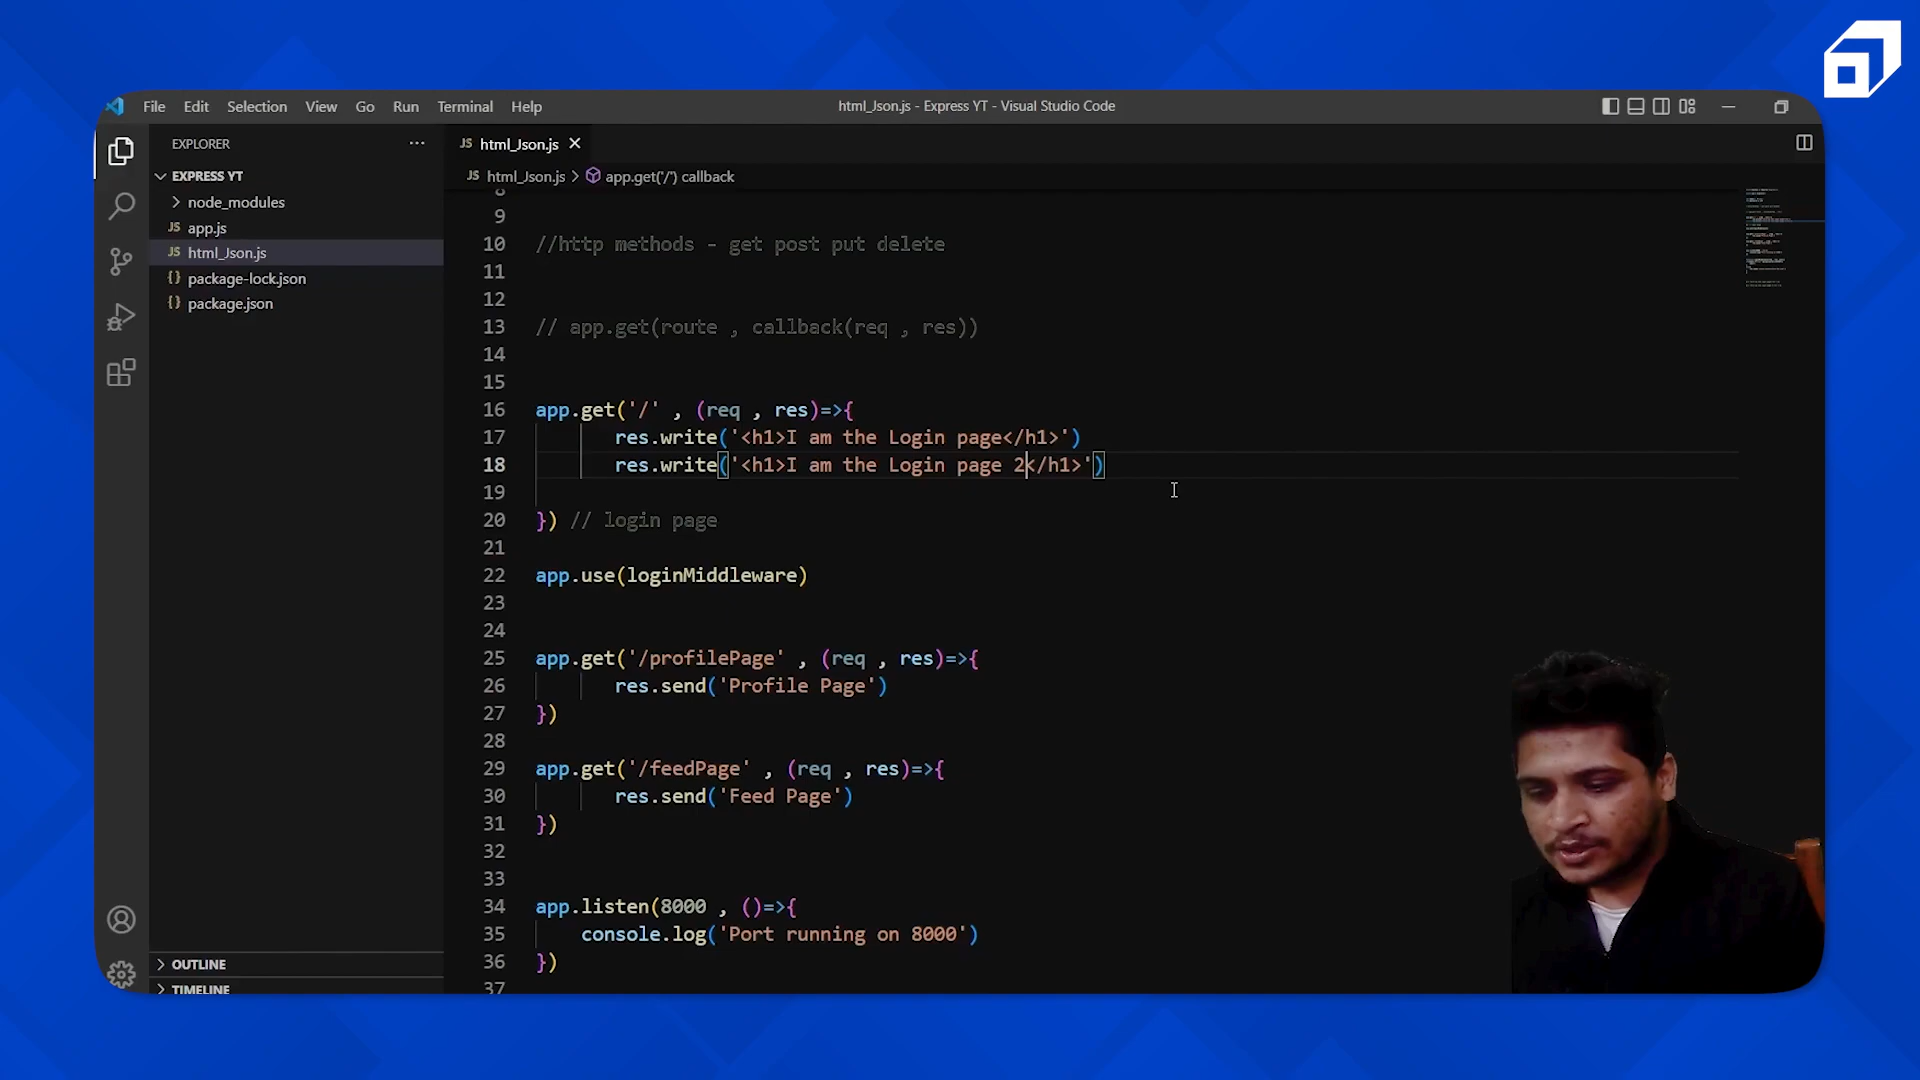 File Edit Selection View Go Run Terminal Help
html_Json.js - Express YT - Visual Studio Code
EXPLORER
EXPRESS YT
node_modules
JS app.js
JS html_Json.js
{} package-lock.json
{} package.json
OUTLINE
TIMELINE
JS html_Json.js
JS html_Json.js > app.get('/') callback
8
9
10 //http methods - get post put delete
11
12
13 // app.get(route , callback(req , res))
14
15
16 app.get('/' , (req , res)=>{
17 res.write('<h1>I am the Login page</h1>')
18 res.write('<h1>I am the Login page 2</h1>')
19
20 }) // login page
21
22 app.use(loginMiddleware)
23
24
25 app.get('/profilePage' , (req , res)=>{
26 res.send('Profile Page')
27 })
28
29 app.get('/feedPage' , (req , res)=>{
30 res.send('Feed Page')
31 })
32
33
34 app.listen(8000 , ()=>{
35 console.log('Port running on 8000')
36 })
37